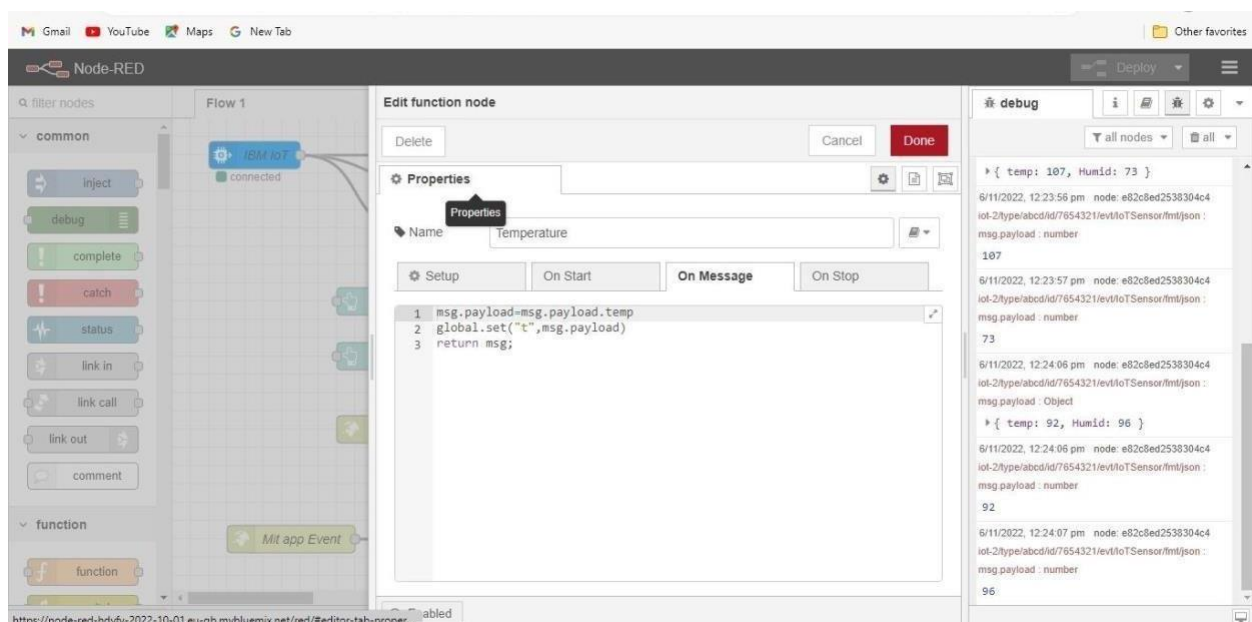 Gmail YouTube Maps New Tab Other favorites
Node-RED Deploy
filter nodes
common
inject
debug
complete
catch
status
link in
link call
link out
comment
function
function
Flow 1
IBM IoT
connected
Mit app Event
Edit function node
Delete Cancel Done
Properties
Properties
Name Temperature
Setup On Start On Message On Stop
1 msg.payload=msg.payload.temp
2 global.set("t",msg.payload)
3 return msg;
debug
all nodes all
{ temp: 107, Humid: 73 }
6/11/2022, 12:23:56 pm node: e82c8ed2538304c4
iot-2/type/abcd/id/7654321/evt/IoTSensor/fmt/json :
msg.payload : number
107
6/11/2022, 12:23:57 pm node: e82c8ed2538304c4
iot-2/type/abcd/id/7654321/evt/IoTSensor/fmt/json :
msg.payload : number
73
6/11/2022, 12:24:06 pm node: e82c8ed2538304c4
iot-2/type/abcd/id/7654321/evt/IoTSensor/fmt/json :
msg.payload : Object
{ temp: 92, Humid: 96 }
6/11/2022, 12:24:06 pm node: e82c8ed2538304c4
iot-2/type/abcd/id/7654321/evt/IoTSensor/fmt/json :
msg.payload : number
92
6/11/2022, 12:24:07 pm node: e82c8ed2538304c4
iot-2/type/abcd/id/7654321/evt/IoTSensor/fmt/json :
msg.payload : number
96